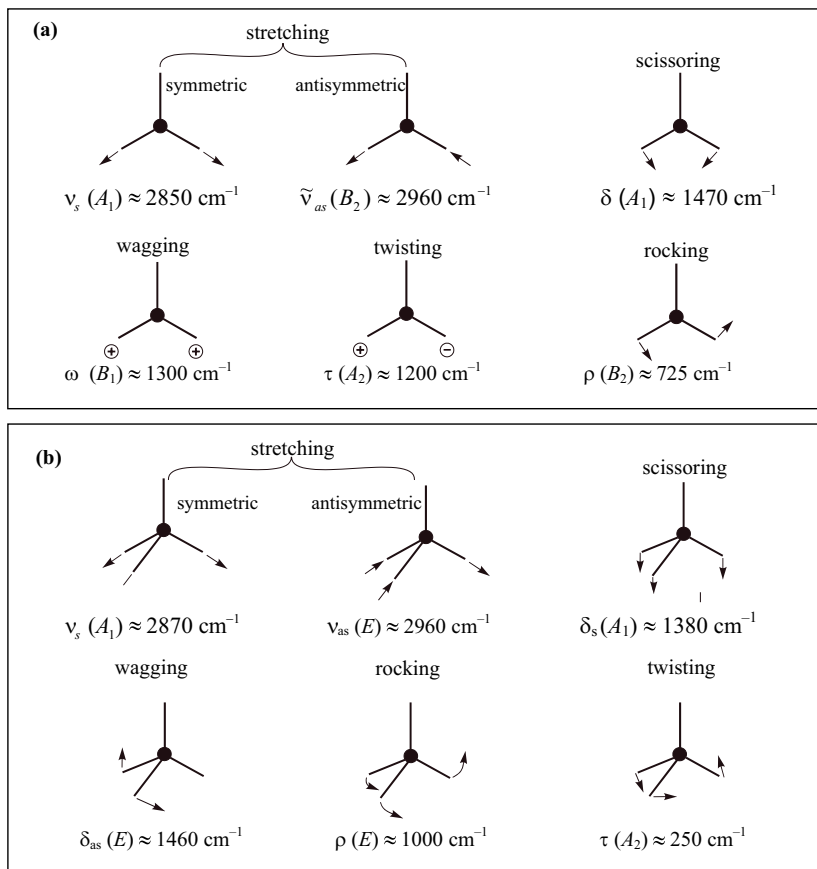 (a)
stretching
symmetric antisymmetric scissoring
νₛ (A₁) ≈ 2850 cm⁻¹ ν̃ₐₛ (B₂) ≈ 2960 cm⁻¹ δ (A₁) ≈ 1470 cm⁻¹
wagging twisting rocking
⊕ ⊕ ⊕ ⊖
ω (B₁) ≈ 1300 cm⁻¹ τ (A₂) ≈ 1200 cm⁻¹ ρ (B₂) ≈ 725 cm⁻¹
(b)
stretching
symmetric antisymmetric scissoring
νₛ (A₁) ≈ 2870 cm⁻¹ νₐₛ (E) ≈ 2960 cm⁻¹ δₛ (A₁) ≈ 1380 cm⁻¹
wagging rocking twisting
δₐₛ (E) ≈ 1460 cm⁻¹ ρ (E) ≈ 1000 cm⁻¹ τ (A₂) ≈ 250 cm⁻¹